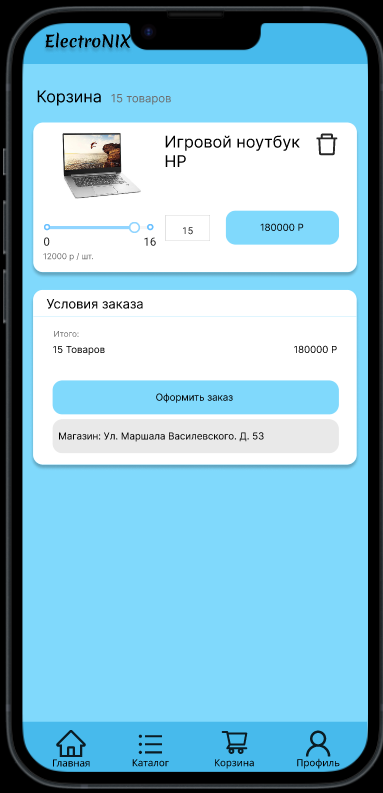 ElectroNIX
Корзина 15 товаров
Игровой ноутбук
HP
0 16 15 180000 Р
12000 р / шт.
Условия заказа
Итого:
15 Товаров 180000 Р
Оформить заказ
Магазин: Ул. Маршала Василевского. Д. 53
Главная Каталог Корзина Профиль